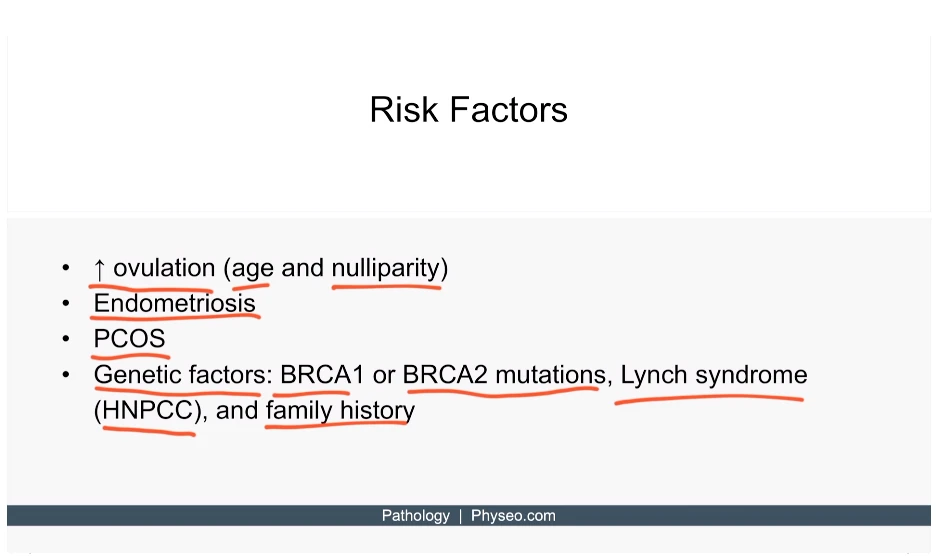 Risk Factors
• ↑ ovulation (age and nulliparity)
• Endometriosis
• PCOS
• Genetic factors: BRCA1 or BRCA2 mutations, Lynch syndrome
(HNPCC), and family history
Pathology | Physeo.com